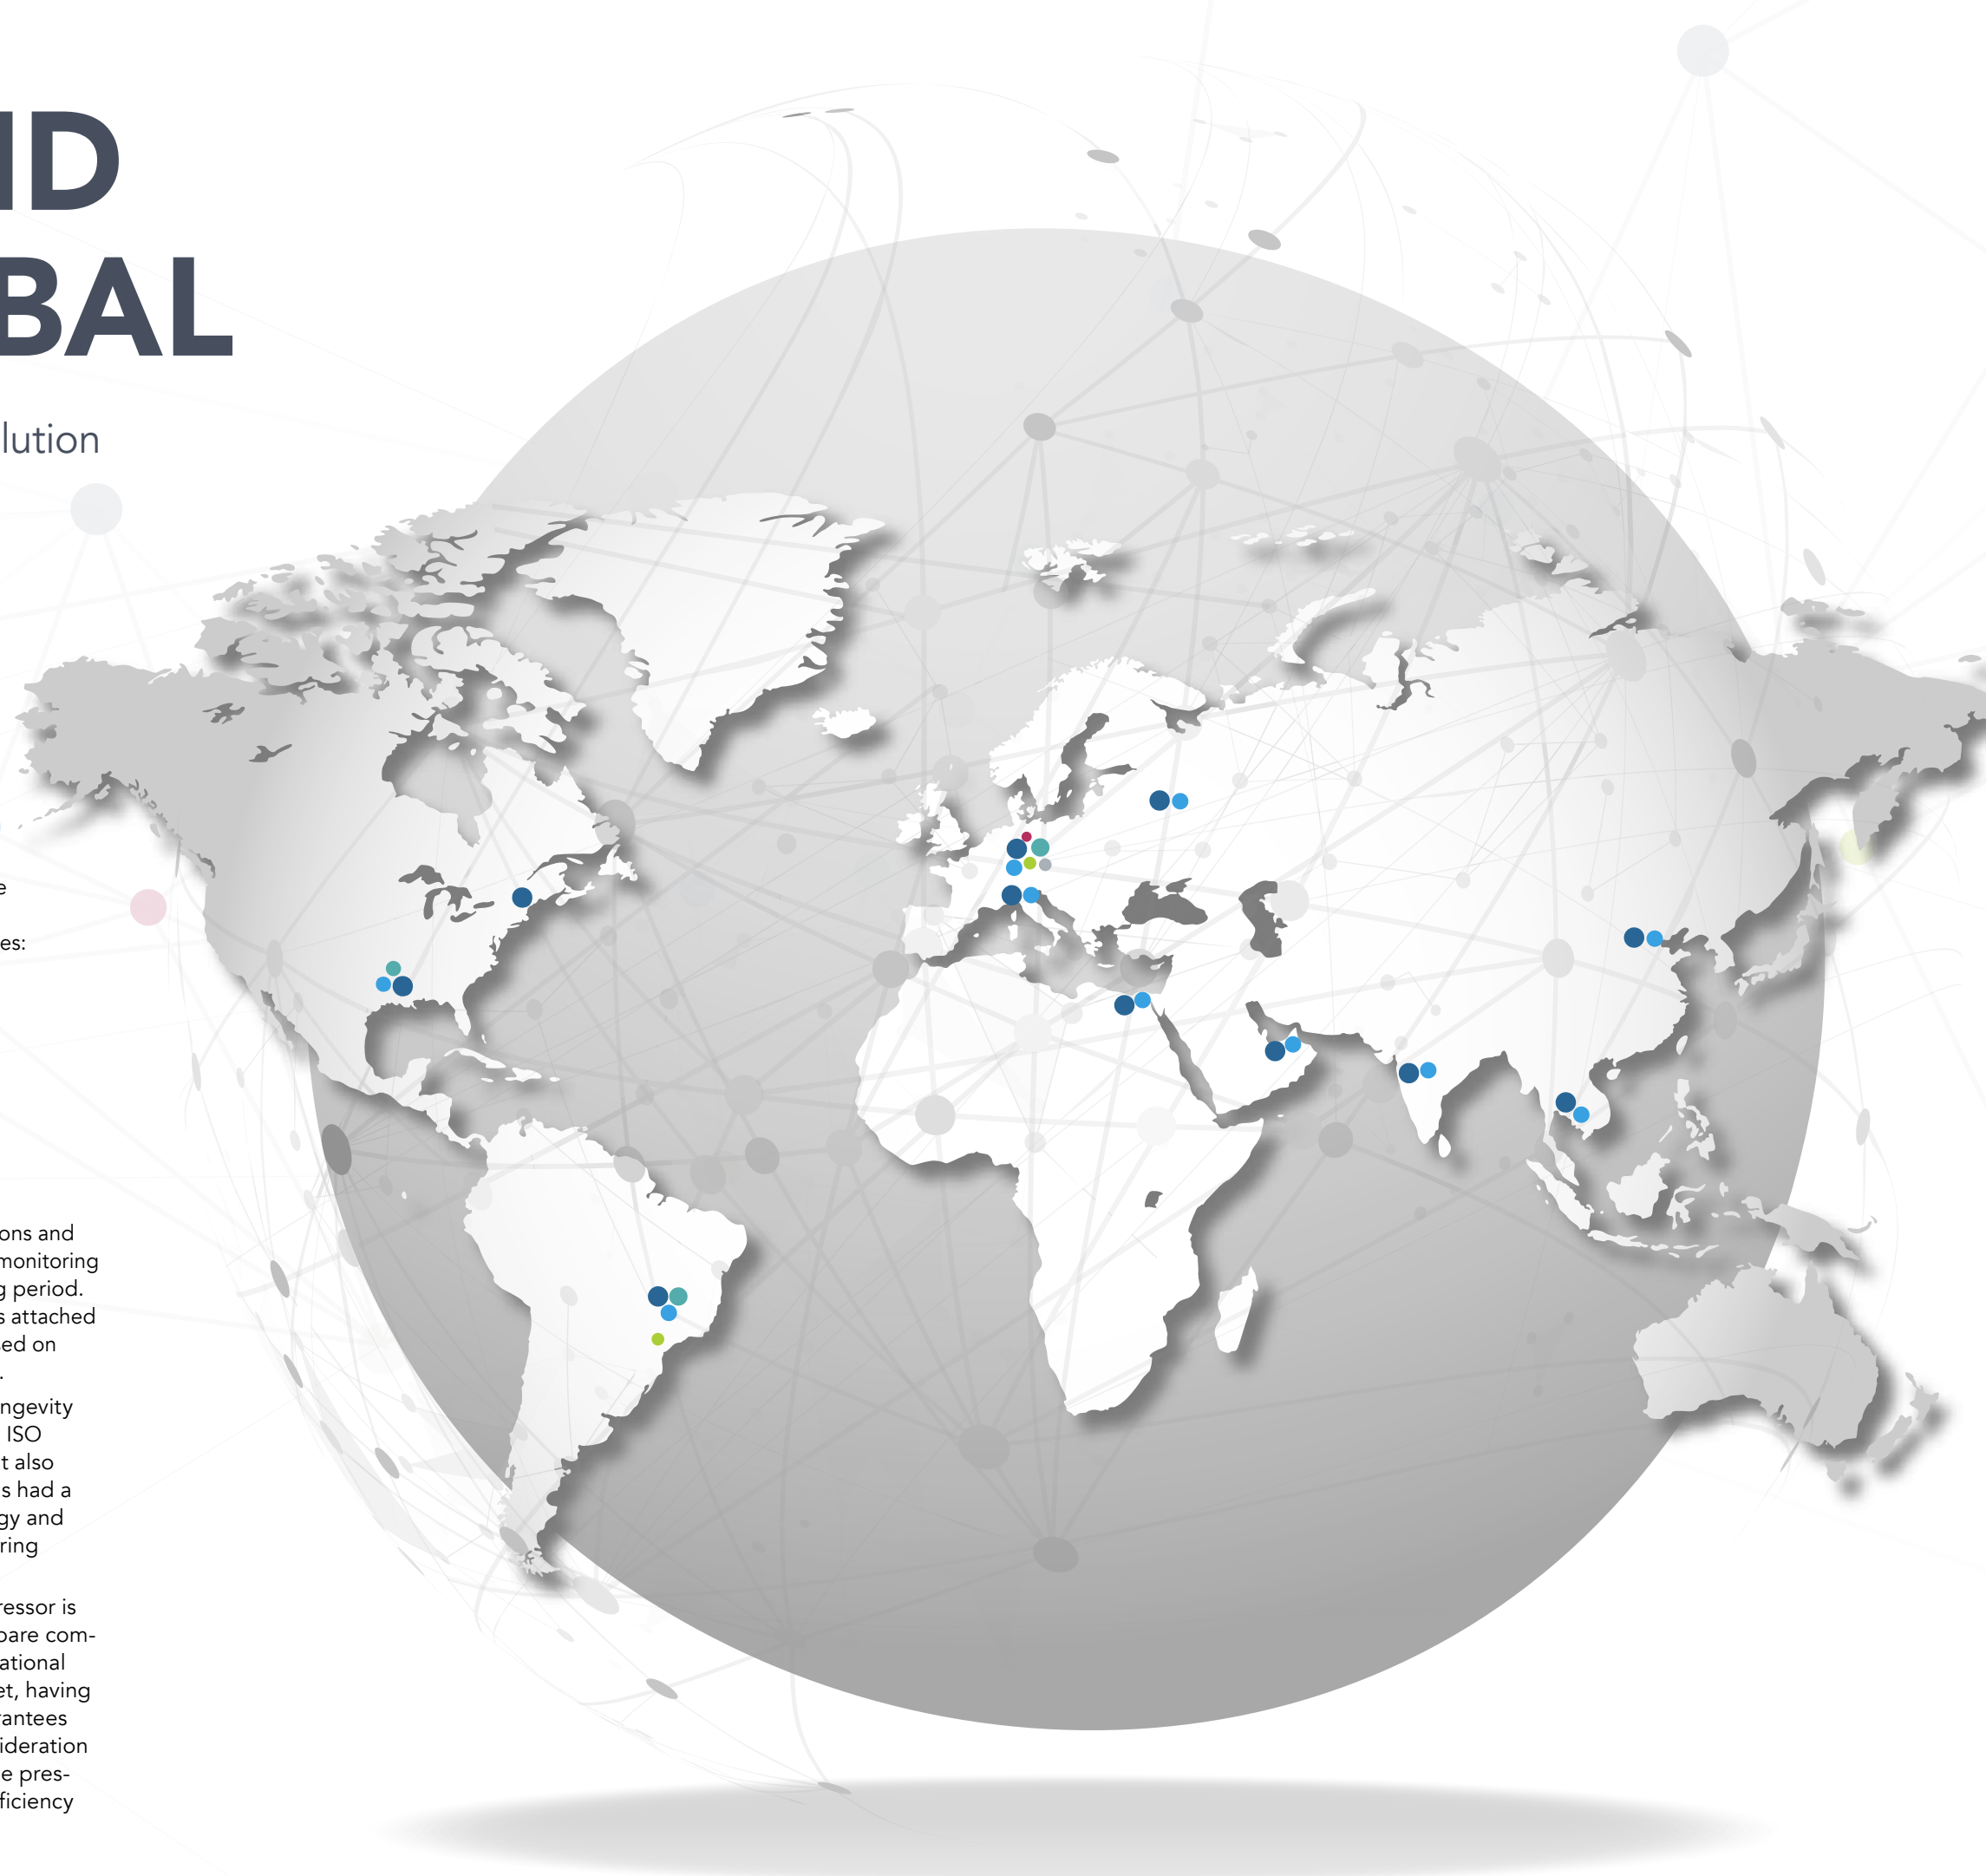 ID
BAL
lution
e
es:
ons and
monitoring
g period.
s attached
sed on
.
ngevity
ISO
t also
s had a
gy and
ring
ressor is
pare com-
ational
et, having
rantees
ideration
e pres-
ficiency